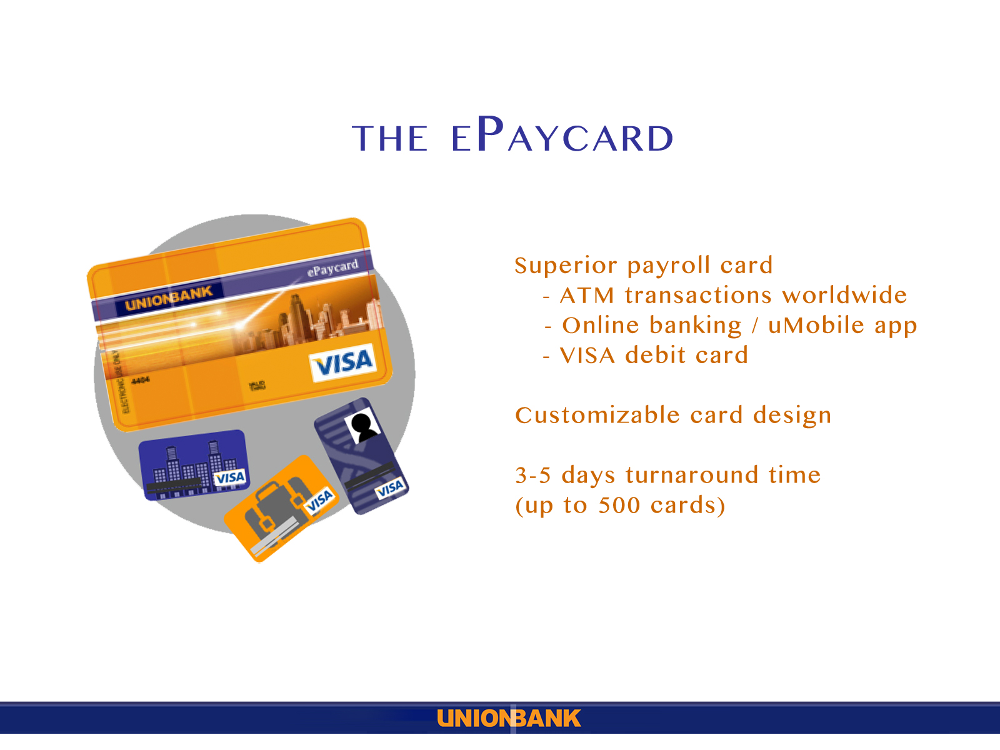 THE ePAYCARD
UNIONBANK
ePaycard
ELECTRONIC USE ONLY
4404
VALID
THRU
VISA
VISA
VISA
VISA
Superior payroll card
- ATM transactions worldwide
- Online banking / uMobile app
- VISA debit card
Customizable card design
3-5 days turnaround time
(up to 500 cards)
UNIONBANK